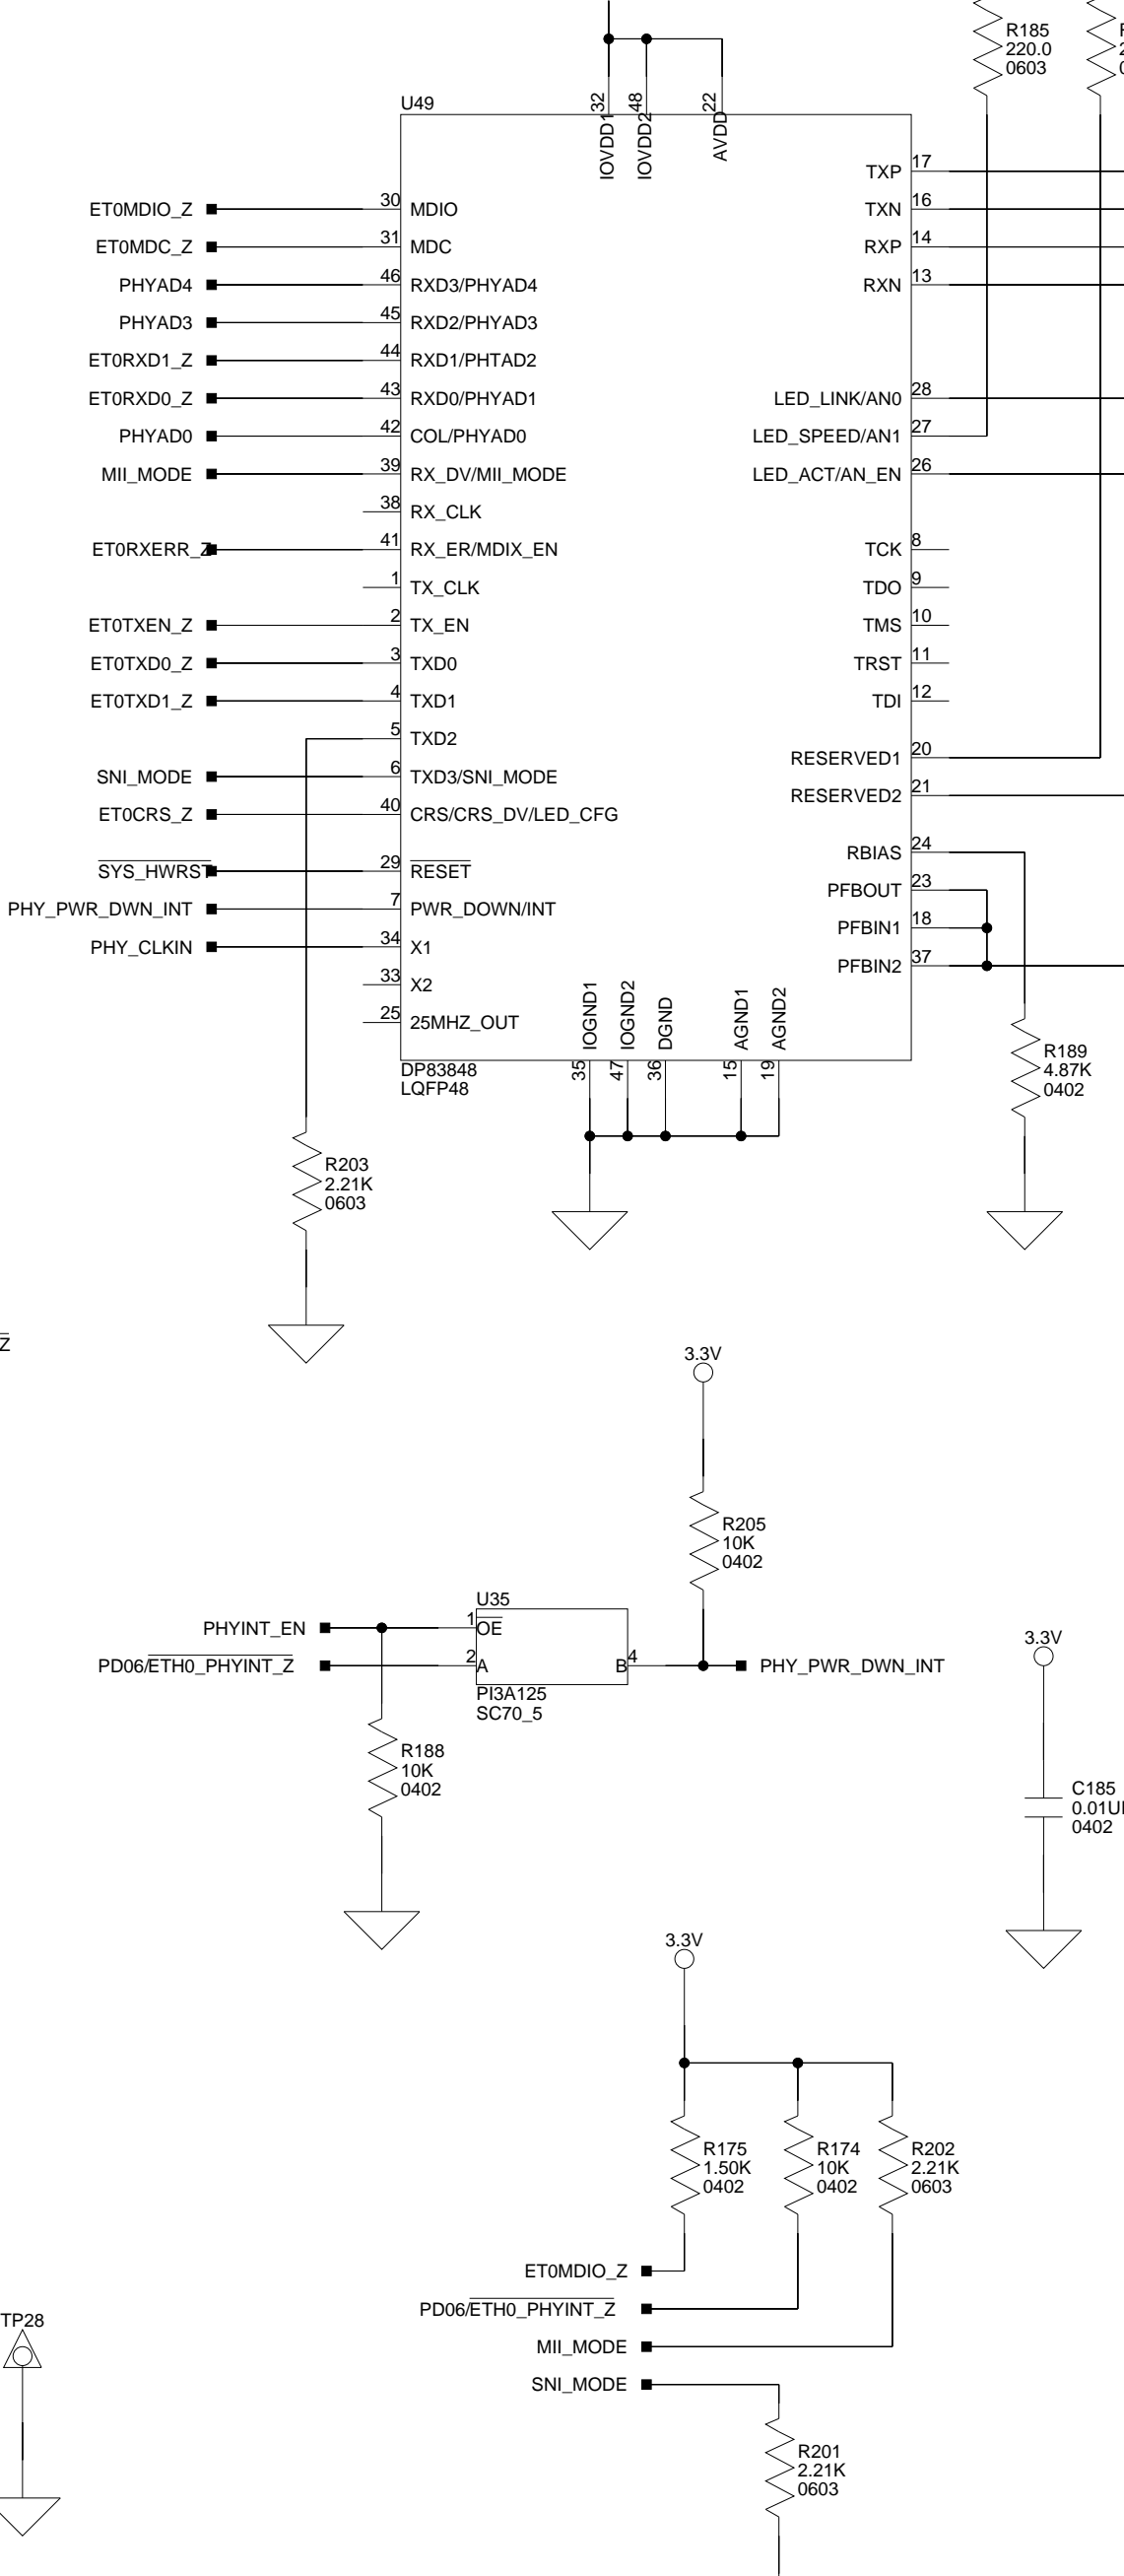 R185
220.0
0603
U49
32
48
22
IOVDD1
IOVDD2
AVDD
ET0MDIO_Z 30 MDIO
ET0MDC_Z 31 MDC
PHYAD4 46 RXD3/PHYAD4
PHYAD3 45 RXD2/PHYAD3
ET0RXD1_Z 44 RXD1/PHTAD2
ET0RXD0_Z 43 RXD0/PHYAD1
PHYAD0 42 COL/PHYAD0
MII_MODE 39 RX_DV/MII_MODE
38 RX_CLK
ET0RXERR_Z 41 RX_ER/MDIX_EN
1 TX_CLK
ET0TXEN_Z 2 TX_EN
ET0TXD0_Z 3 TXD0
ET0TXD1_Z 4 TXD1
5 TXD2
SNI_MODE 6 TXD3/SNI_MODE
ET0CRS_Z 40 CRS/CRS_DV/LED_CFG
SYS_HWRST 29 RESET
PHY_PWR_DWN_INT 7 PWR_DOWN/INT
PHY_CLKIN 34 X1
33 X2
25 25MHZ_OUT
TXP 17
TXN 16
RXP 14
RXN 13
LED_LINK/AN0 28
LED_SPEED/AN1 27
LED_ACT/AN_EN 26
TCK 8
TDO 9
TMS 10
TRST 11
TDI 12
RESERVED1 20
RESERVED2 21
RBIAS 24
PFBOUT 23
PFBIN1 18
PFBIN2 37
IOGND1
IOGND2
DGND
AGND1
AGND2
35
47
36
15
19
DP83848
LQFP48
R189
4.87K
0402
R203
2.21K
0603
Z
3.3V
R205
10K
0402
U35
PHYINT_EN 1 OE
PD06/ETH0_PHYINT_Z 2 A
B 4 PHY_PWR_DWN_INT
PI3A125
SC70_5
R188
10K
0402
3.3V
C185
0.01U
0402
3.3V
R175
1.50K
0402
R174
10K
0402
R202
2.21K
0603
ET0MDIO_Z
PD06/ETH0_PHYINT_Z
MII_MODE
SNI_MODE
TP28
R201
2.21K
0603